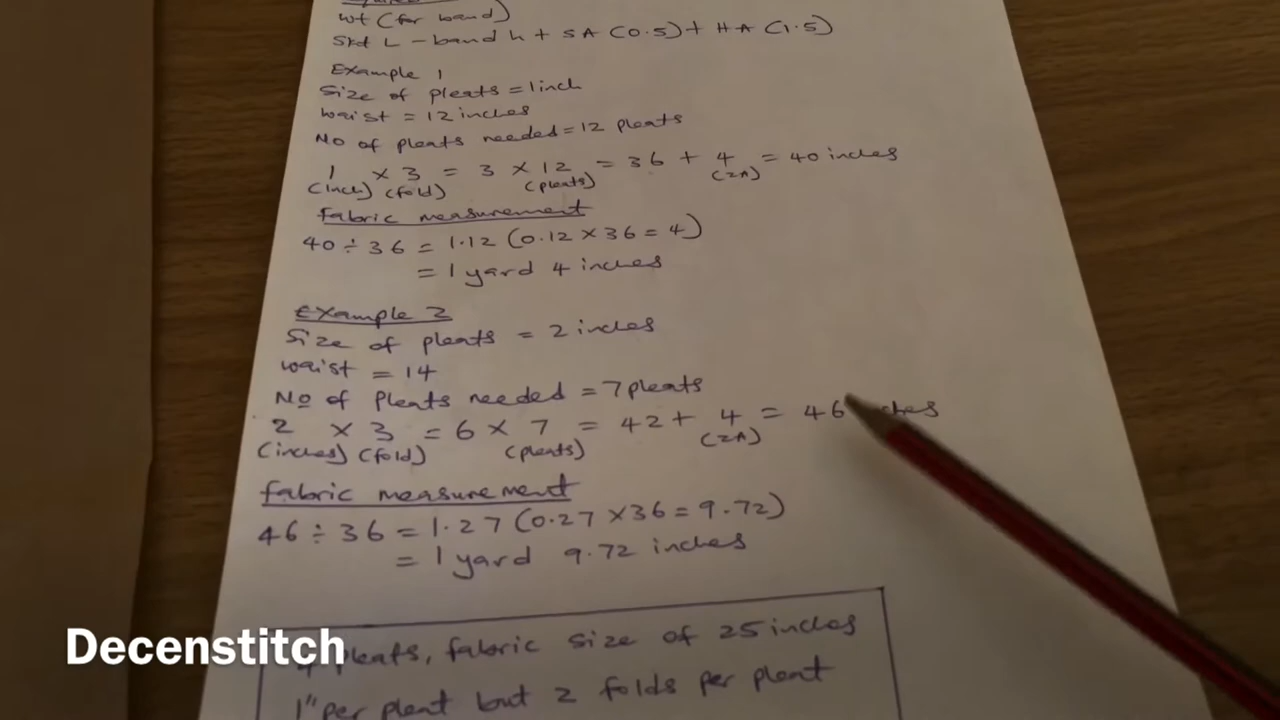 wt (for band)
Skt L - band h + SA (0.5) + HA (1.5)
Example 1
Size of pleats = 1inch
waist = 12 inches
No of pleats needed = 12 pleats
1 × 3 = 3 × 12 = 36 + 4 = 40 inches
(inch) (fold) (pleats) (ZA)
Fabric measurement
40 ÷ 36 = 1.12 (0.12 × 36 = 4)
= 1 yard 4 inches
Example 2
Size of pleats = 2 inches
waist = 14
No of pleats needed = 7 pleats
2 × 3 = 6 × 7 = 42 + 4 = 46 inches
(inches) (fold) (pleats) (ZA)
Fabric measurement
46 ÷ 36 = 1.27 (0.27 × 36 = 9.72)
= 1 yard 9.72 inches
pleats, fabric size of 25 inches
1" per pleat but 2 folds per pleat
Decenstitch